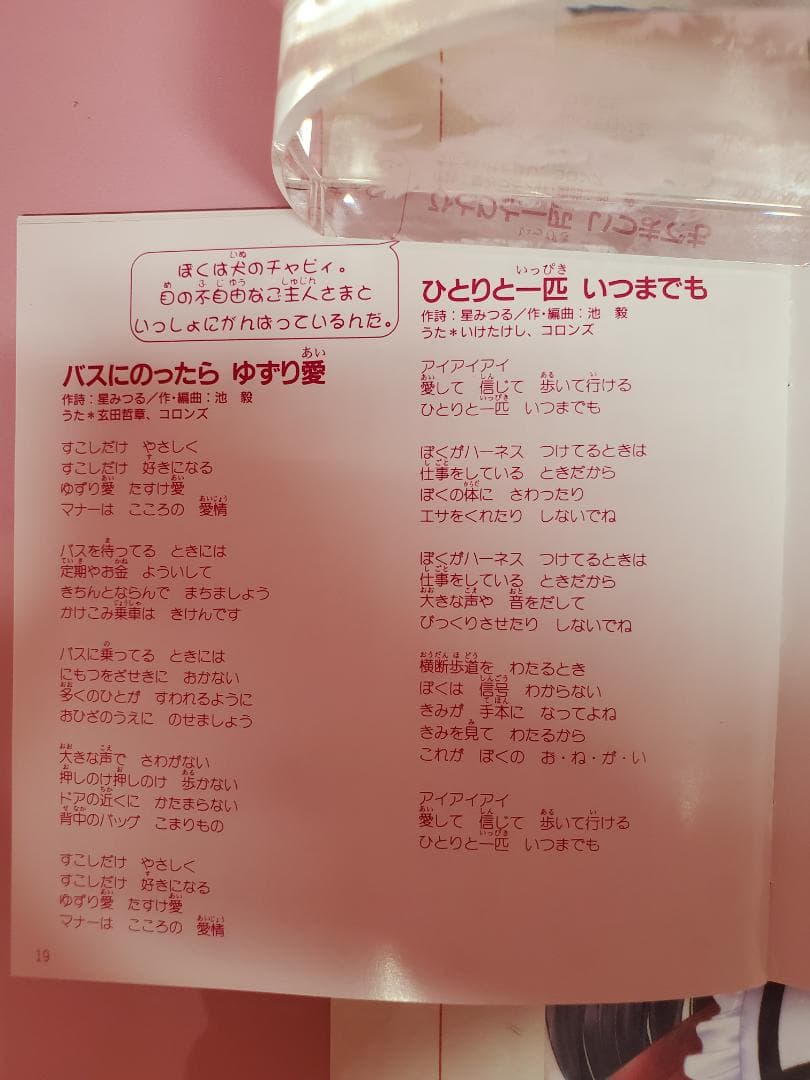 ぼくは犬のチャピィ。
目の不自由なご主人さまと
いっしょにがんばっているんだ。
バスにのったら ゆずり愛
作詩：星みつる／作・編曲：池 毅
うた＊玄田哲章、コロンズ
すこしだけ やさしく
すこしだけ 好きになる
ゆずり愛 たすけ愛
マナーは こころの 愛情
バスを待ってる ときには
定期やお金 よういして
きちんとならんで まちましょう
かけこみ乗車は きけんです
バスに乗ってる ときには
にもつをざせきに おかない
多くのひとが すわれるように
おひざのうえに のせましょう
大きな声で さわがない
押しのけ押しのけ 歩かない
ドアの近くに かたまらない
背中のバッグ こまりもの
すこしだけ やさしく
すこしだけ 好きになる
ゆずり愛 たすけ愛
マナーは こころの 愛情
19
ひとりと一匹 いつまでも
作詩：星みつる／作・編曲：池 毅
うた＊いけたけし、コロンズ
アイアイアイ
愛して 信じて 歩いて行ける
ひとりと一匹 いつまでも
ぼくがハーネス つけてるときは
仕事をしている ときだから
ぼくの体に さわったり
エサをくれたり しないでね
ぼくがハーネス つけてるときは
仕事をしている ときだから
大きな声や 音をだして
びっくりさせたり しないでね
横断歩道を わたるとき
ぼくは 信号 わからない
きみが 手本に なってよね
きみを見て わたるから
これが ぼくの お・ね・が・い
アイアイアイ
愛して 信じて 歩いて行ける
ひとりと一匹 いつまでも